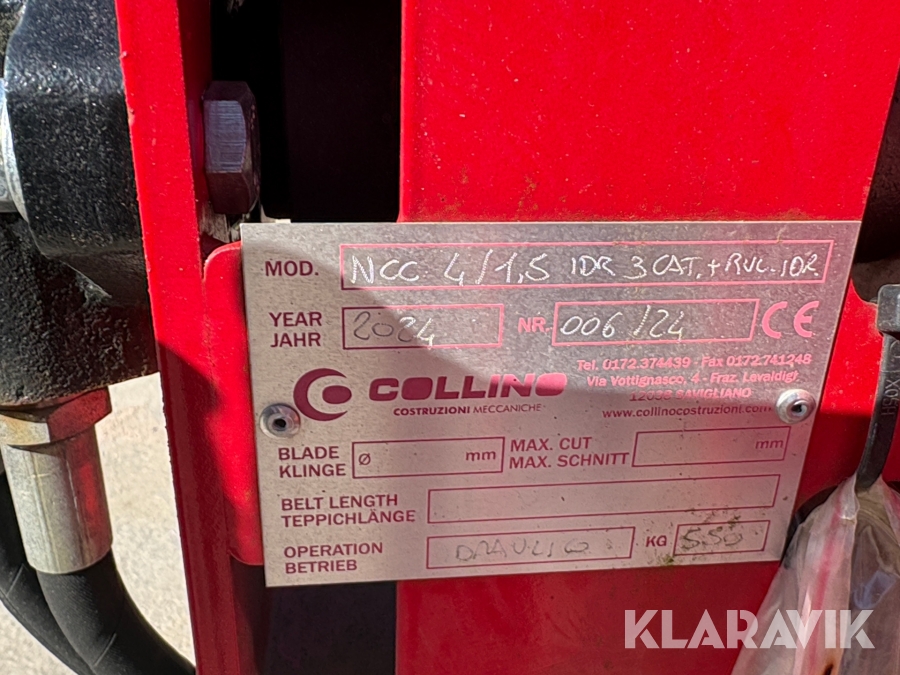 MOD. NCC 4/1,5 IDR 3 CAT. + RUL. IDR.
YEAR
JAHR 2024 NR. 006/24 CE
Tel. 0172.374439 - Fax 0172.741248
Via Vottignasco, 4 - Fraz. Levaldigi
12038 SAVIGLIANO
www.collinocostruzioni.com
COLLINO
COSTRUZIONI MECCANICHE
BLADE
KLINGE Ø mm
MAX. CUT
MAX. SCHNITT mm
BELT LENGTH
TEPPICHLÄNGE
OPERATION
BETRIEB KG 550
KLARAVIK